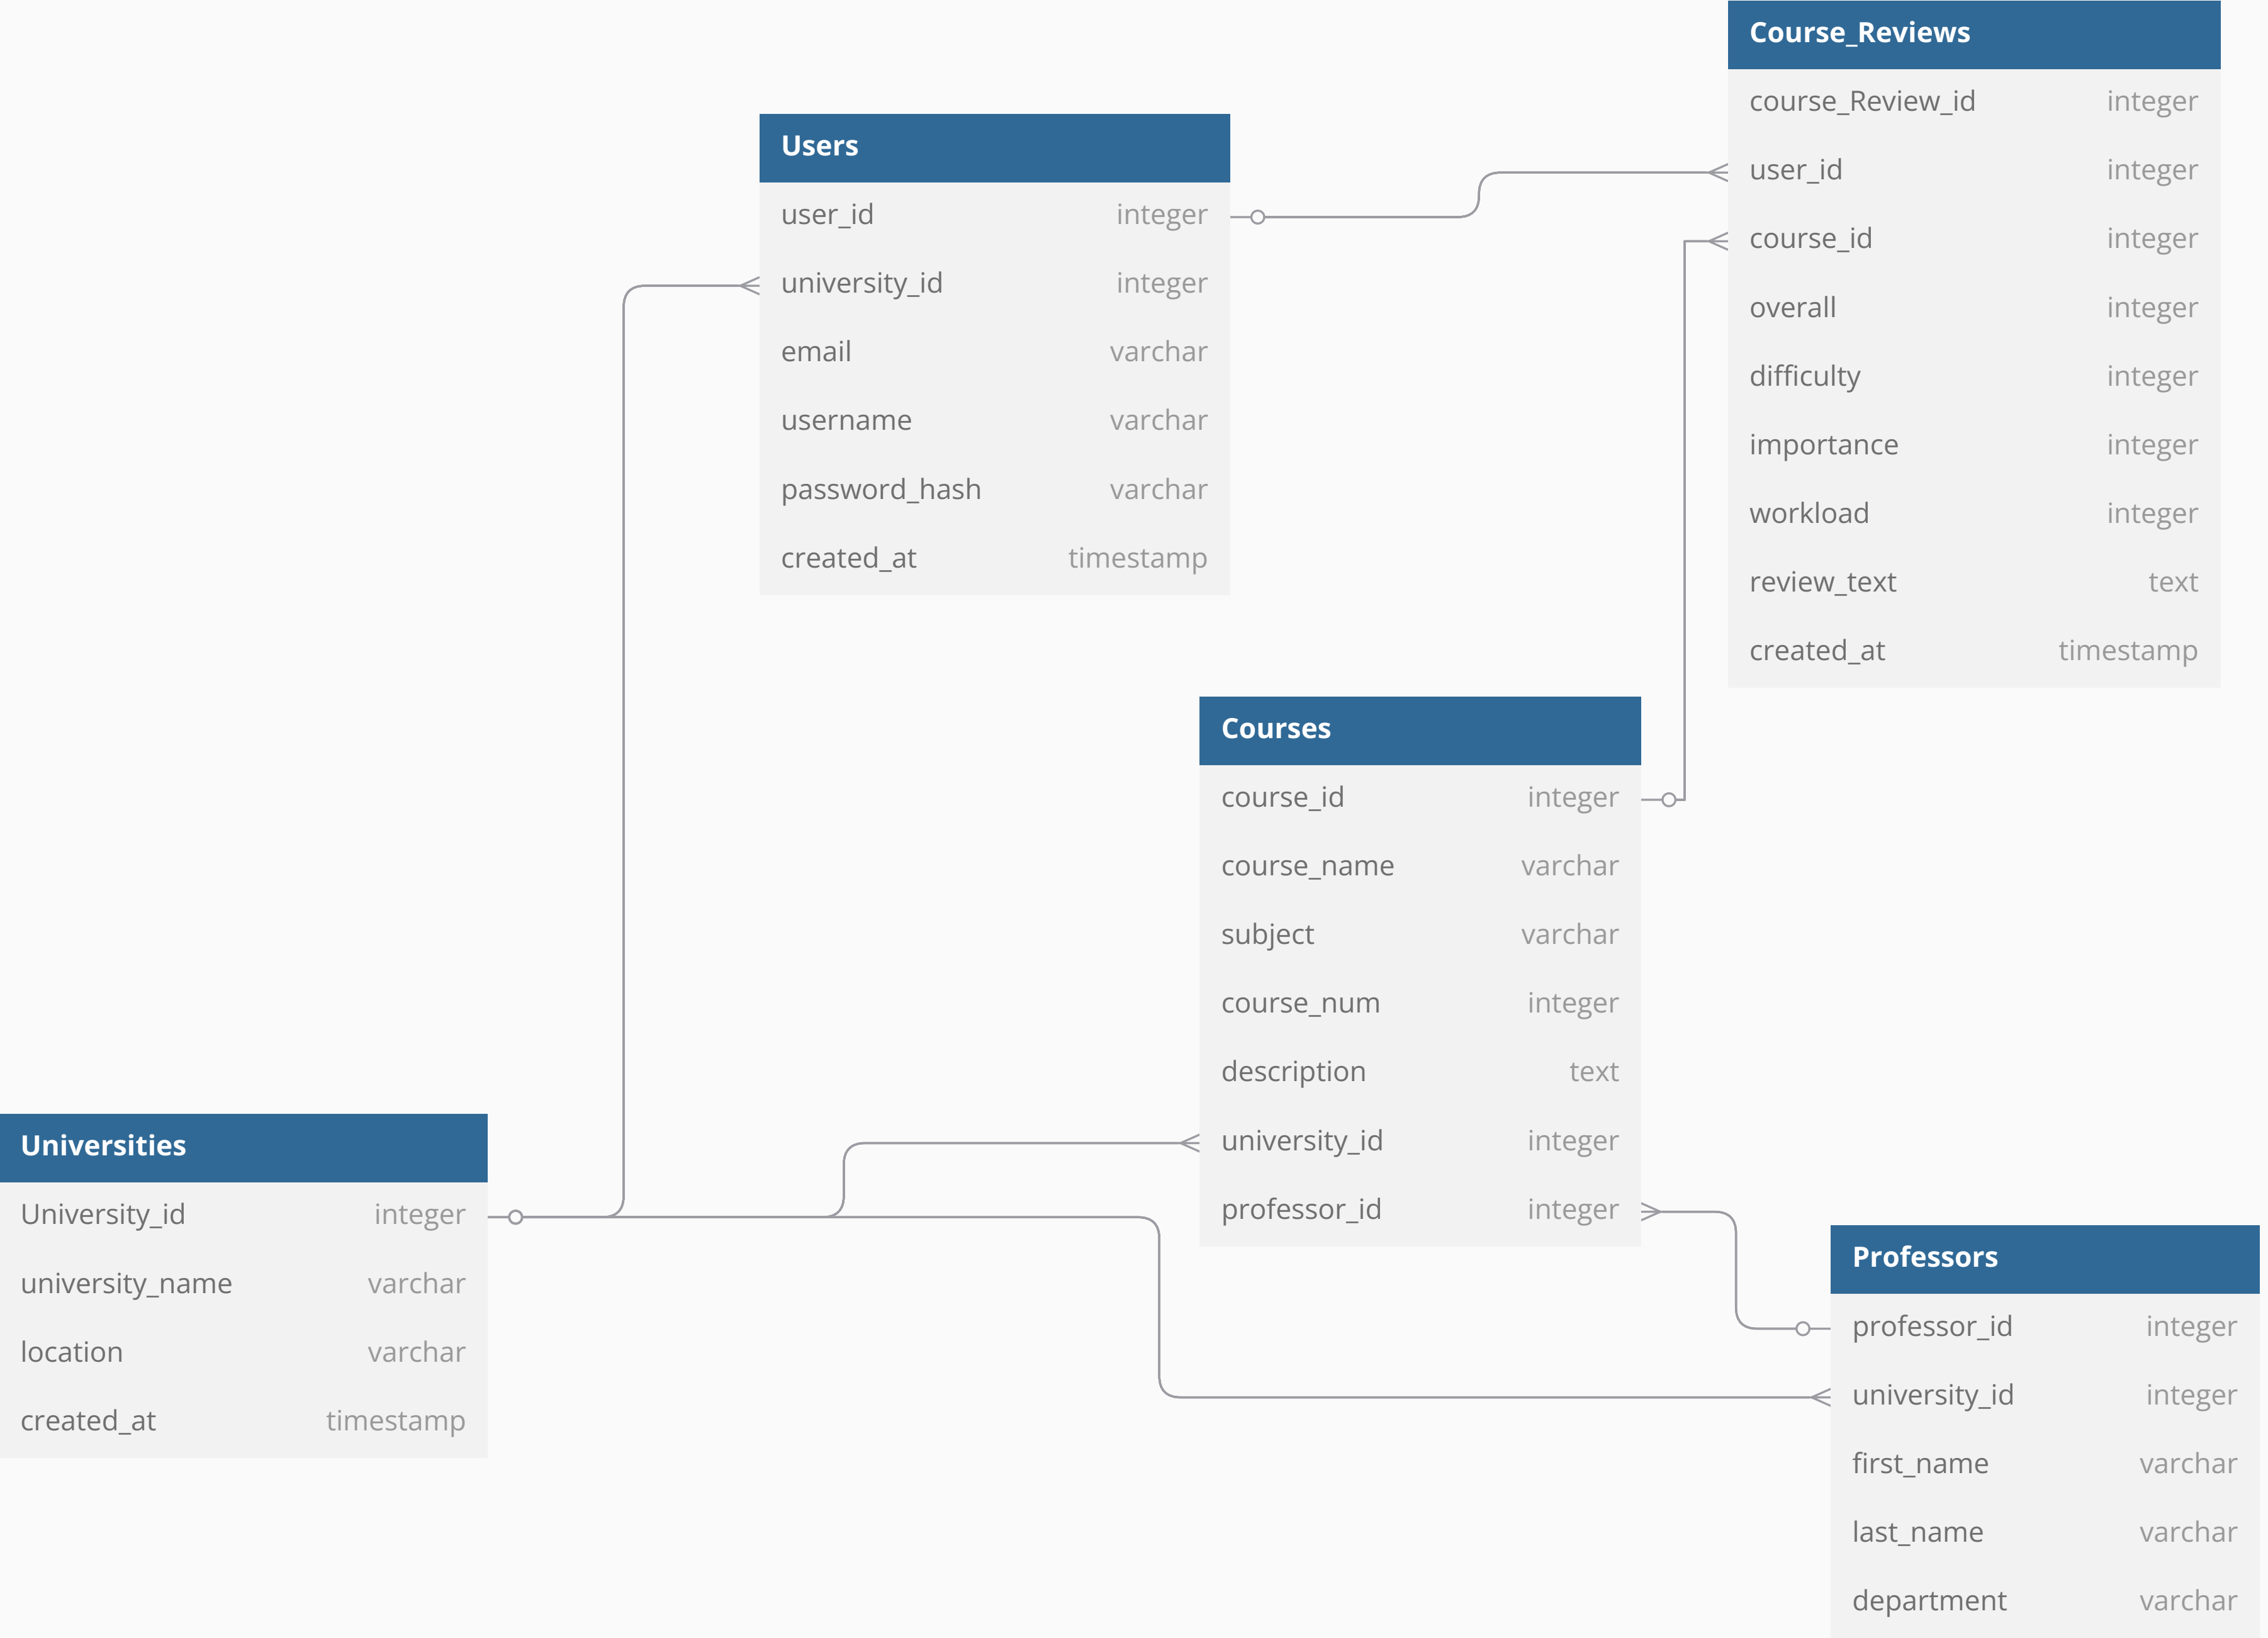 Course_Reviews
course_Review_id integer
user_id integer
course_id integer
overall integer
difficulty integer
importance integer
workload integer
review_text text
created_at timestamp
Users
user_id integer
university_id integer
email varchar
username varchar
password_hash varchar
created_at timestamp
Courses
course_id integer
course_name varchar
subject varchar
course_num integer
description text
university_id integer
professor_id integer
Universities
University_id integer
university_name varchar
location varchar
created_at timestamp
Professors
professor_id integer
university_id integer
first_name varchar
last_name varchar
department varchar